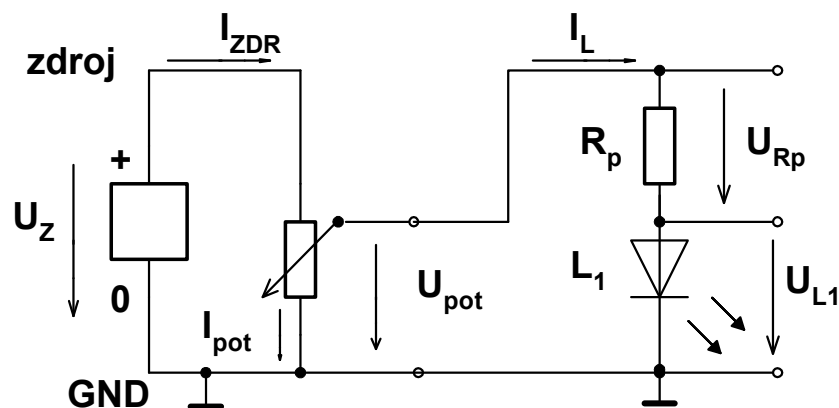 I_ZDR
I_L
zdroj
+
R_p
U_Rp
U_Z
L_1
U_L1
U_pot
0
I_pot
GND